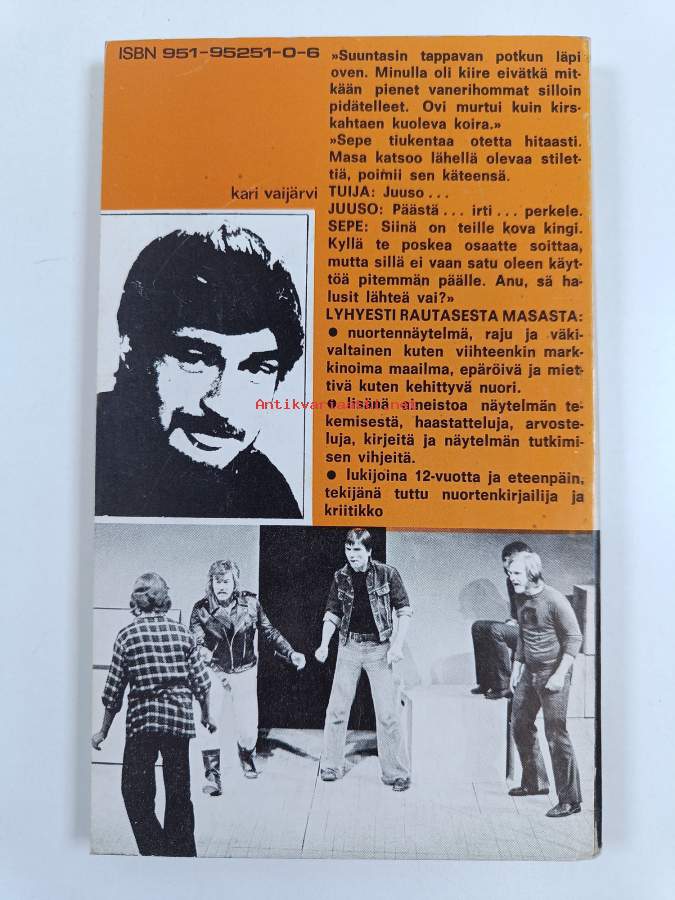 ISBN 951-95251-0-6
»Suuntasin tappavan potkun läpi
oven. Minulla oli kiire eivätkä mit-
kään pienet vanerihommat silloin
pidätelleet. Ovi murtui kuin kirs-
kahtaen kuoleva koira.»
»Sepe tiukentaa otetta hitaasti.
Masa katsoo lähellä olevaa stilet-
tiä, poimii sen käteensä.
kari vaijärvi
TUIJA: Juuso . . .
JUUSO: Päästä . . . irti . . . perkele.
SEPE: Siinä on teille kova kingi.
Kyllä te poskea osaatte soittaa,
mutta sillä ei vaan satu oleen käyt-
töä pitemmän päälle. Anu, sä ha-
lusit lähteä vai?»
LYHYESTI RAUTASESTA MASASTA:
● nuortennäytelmä, raju ja väki-
valtainen kuten viihteenkin mark-
kinoima maailma, epäröivä ja miet-
tivä kuten kehittyvä nuori.
Antikvariaatti.net
● lisänä aineistoa näytelmän te-
kemisestä, haastatteluja, arvoste-
luja, kirjeitä ja näytelmän tutkimi-
sen vihjeitä.
● lukijoina 12-vuotta ja eteenpäin,
tekijänä tuttu nuortenkirjailija ja
kriitikko